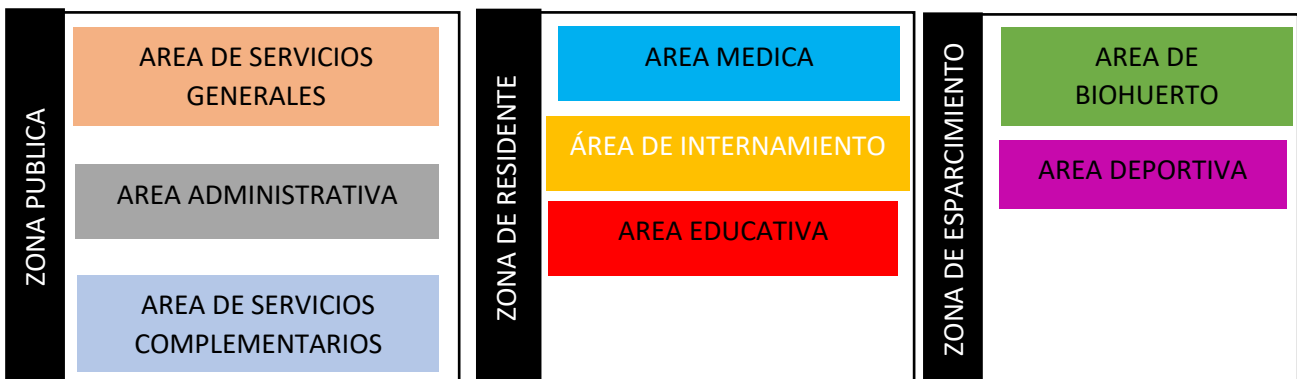 ZONA PUBLICA
AREA DE SERVICIOS
GENERALES
AREA ADMINISTRATIVA
AREA DE SERVICIOS
COMPLEMENTARIOS
ZONA DE RESIDENTE
AREA MEDICA
ÁREA DE INTERNAMIENTO
AREA EDUCATIVA
ZONA DE ESPARCIMIENTO
AREA DE
BIOHUERTO
AREA DEPORTIVA